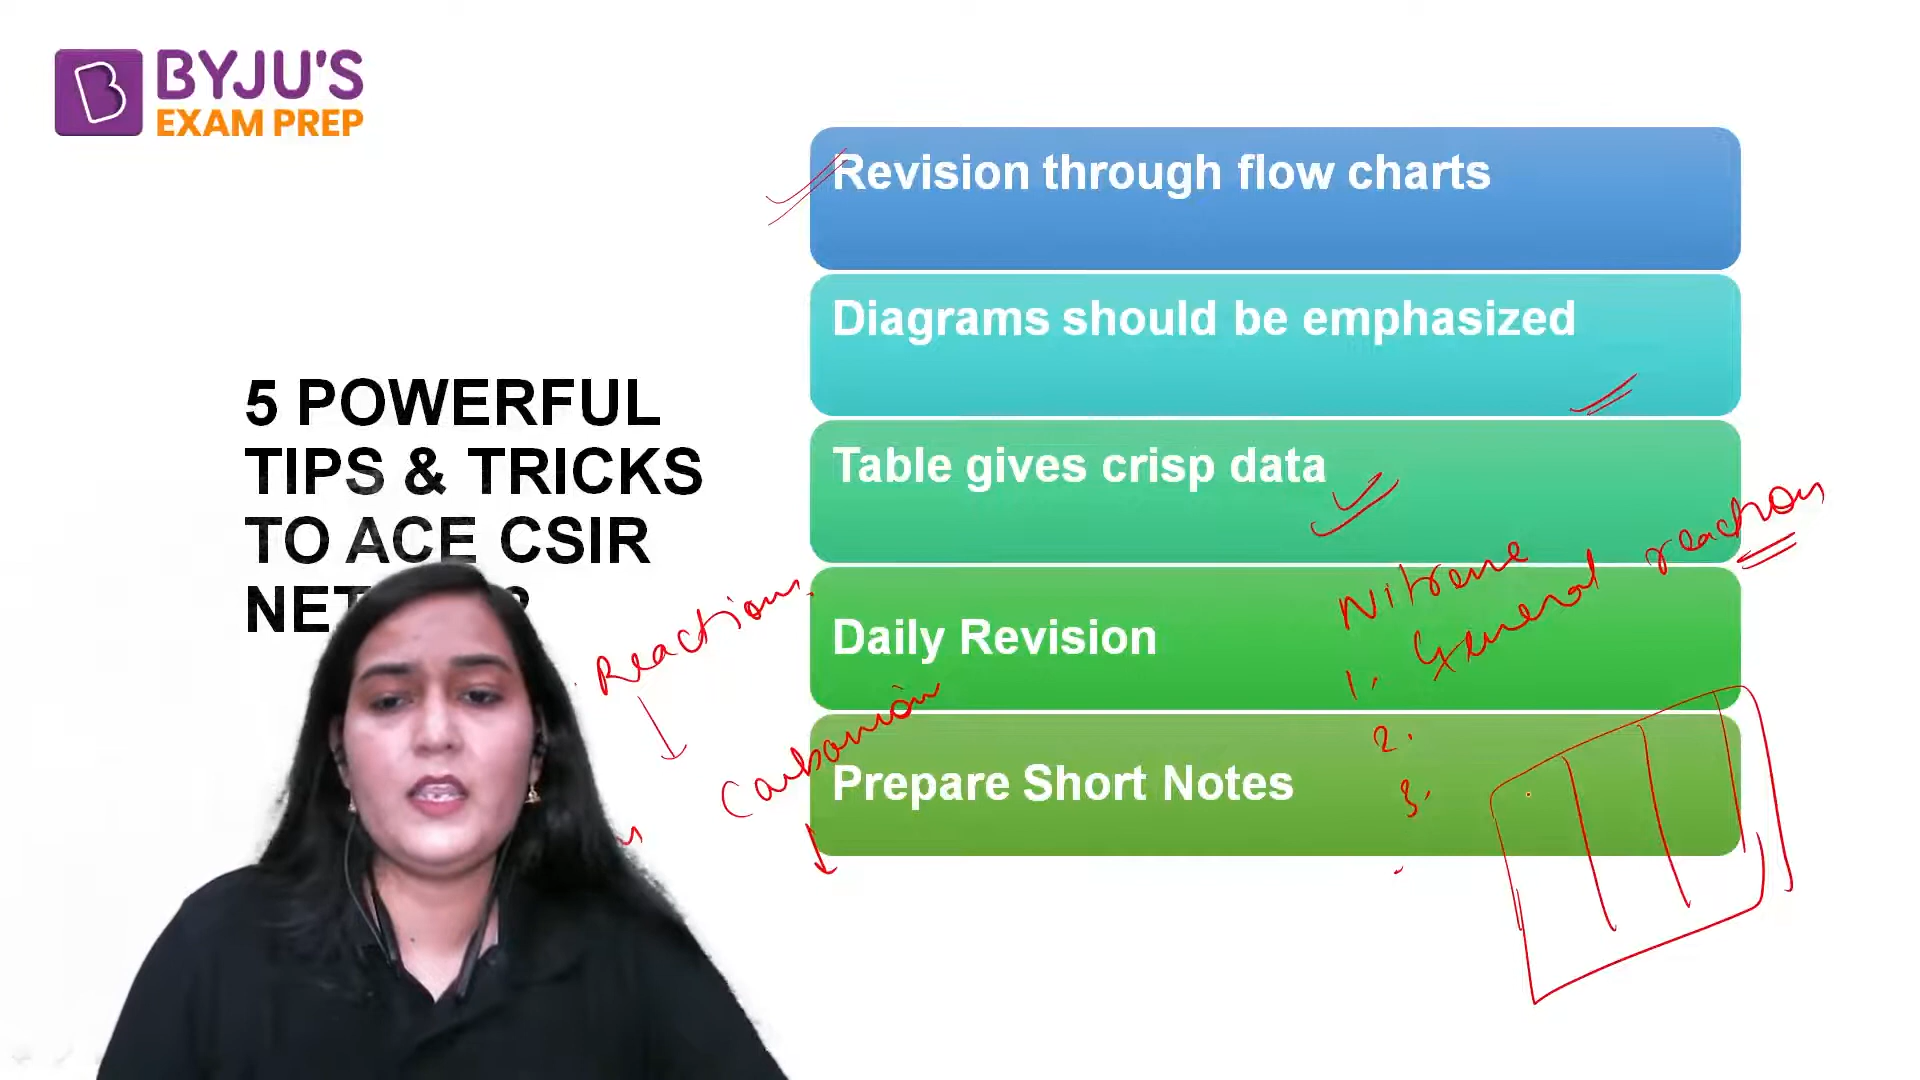 BYJU'S
EXAM PREP
5 POWERFUL
TIPS & TRICKS
TO ACE CSIR
NET
Revision through flow charts
Diagrams should be emphasized
Table gives crisp data
Daily Revision
Prepare Short Notes
Reactions
Carbanion
Nitrene
1. General reaction
2.
3.